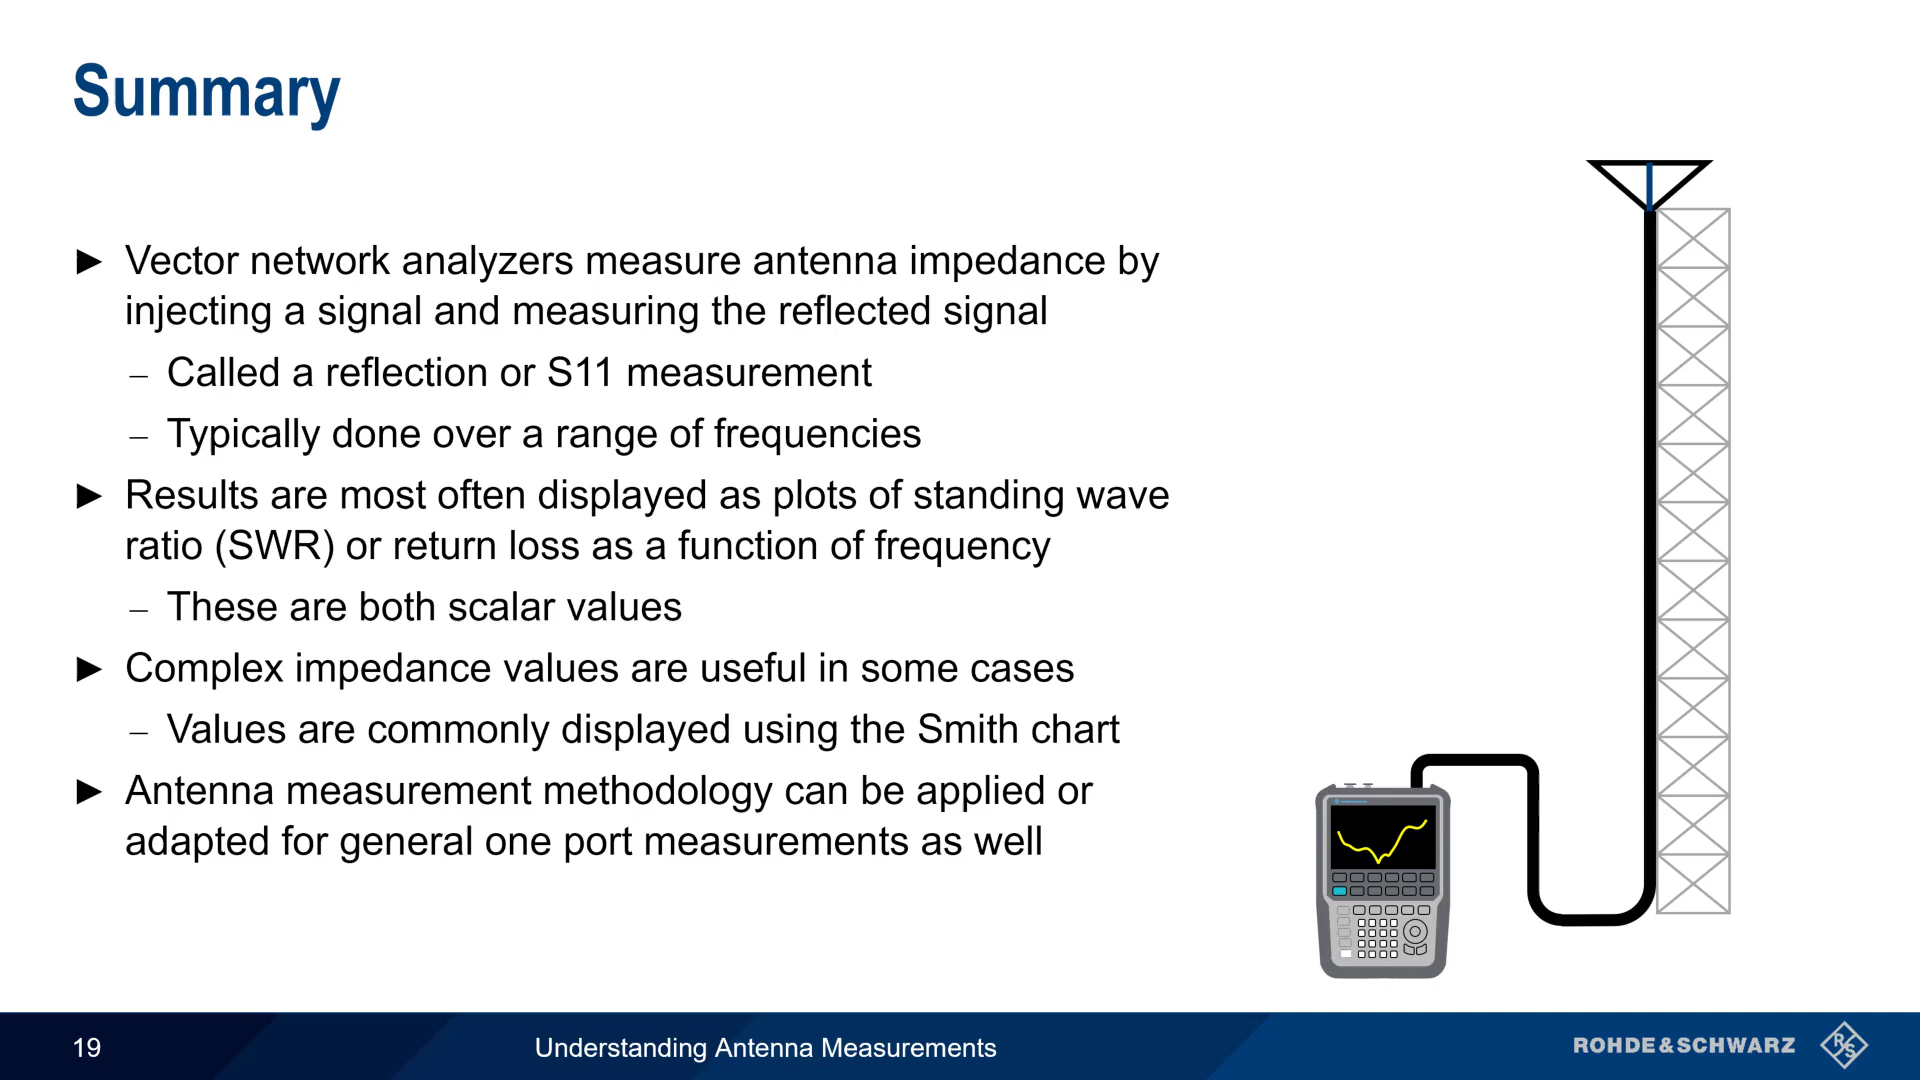 Summary
► Vector network analyzers measure antenna impedance by
injecting a signal and measuring the reflected signal
– Called a reflection or S11 measurement
– Typically done over a range of frequencies
► Results are most often displayed as plots of standing wave
ratio (SWR) or return loss as a function of frequency
– These are both scalar values
► Complex impedance values are useful in some cases
– Values are commonly displayed using the Smith chart
► Antenna measurement methodology can be applied or
adapted for general one port measurements as well
19
Understanding Antenna Measurements
ROHDE&SCHWARZ
R&S